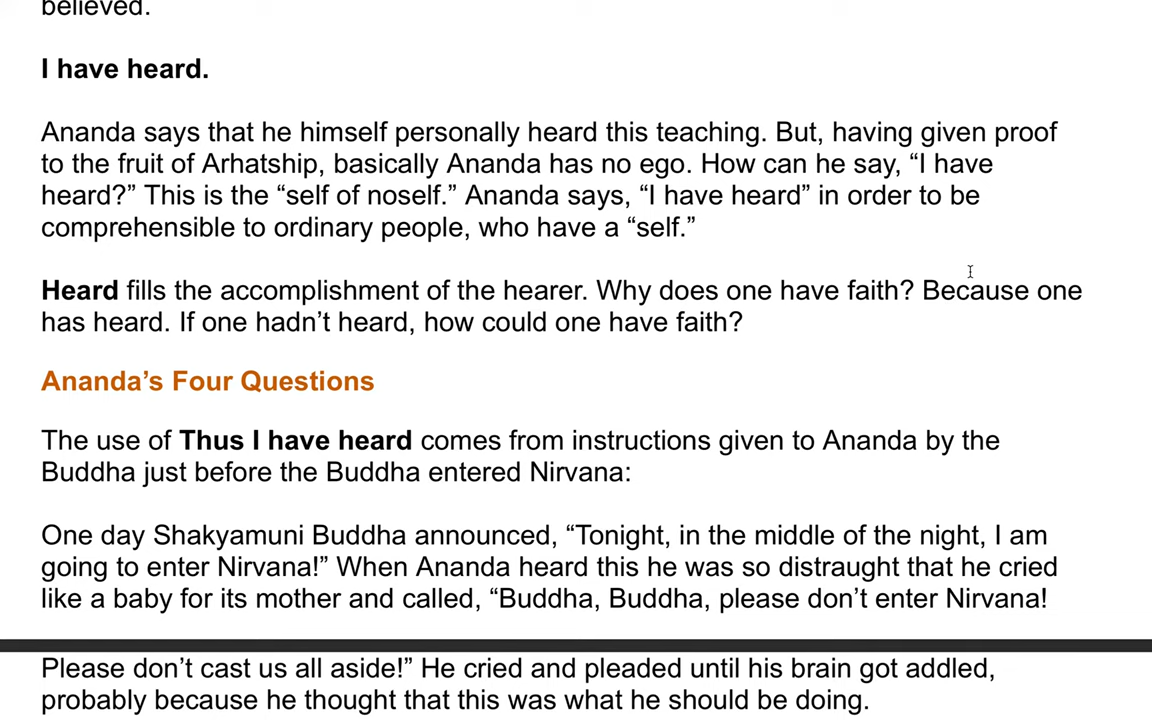 believed.
I have heard.
Ananda says that he himself personally heard this teaching. But, having given proof
to the fruit of Arhatship, basically Ananda has no ego. How can he say, “I have
heard?” This is the “self of noself.” Ananda says, “I have heard” in order to be
comprehensible to ordinary people, who have a “self.”
Heard fills the accomplishment of the hearer. Why does one have faith? Because one
has heard. If one hadn’t heard, how could one have faith?
Ananda’s Four Questions
The use of Thus I have heard comes from instructions given to Ananda by the
Buddha just before the Buddha entered Nirvana:
One day Shakyamuni Buddha announced, “Tonight, in the middle of the night, I am
going to enter Nirvana!” When Ananda heard this he was so distraught that he cried
like a baby for its mother and called, “Buddha, Buddha, please don’t enter Nirvana!
Please don’t cast us all aside!” He cried and pleaded until his brain got addled,
probably because he thought that this was what he should be doing.